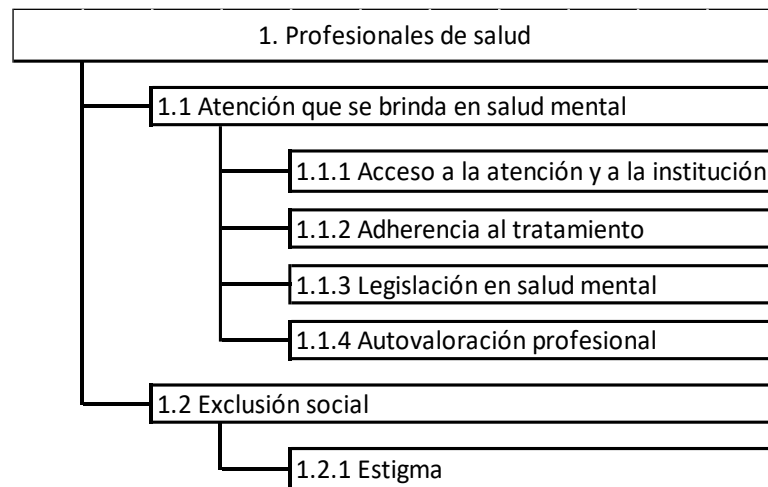 1. Profesionales de salud
1.1 Atención que se brinda en salud mental
1.1.1 Acceso a la atención y a la institución
1.1.2 Adherencia al tratamiento
1.1.3 Legislación en salud mental
1.1.4 Autovaloración profesional
1.2 Exclusión social
1.2.1 Estigma